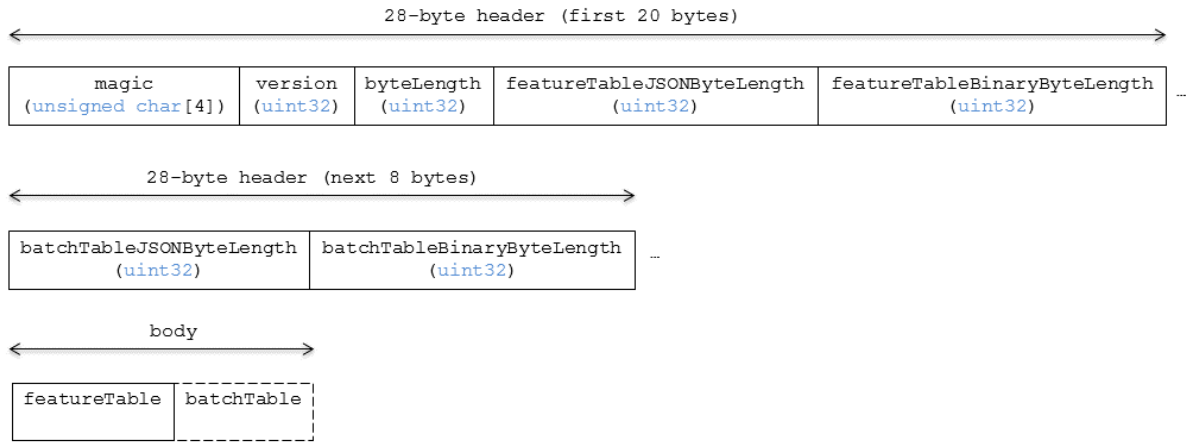 28-byte header (first 20 bytes)
magic version byteLength featureTableJSONByteLength featureTableBinaryByteLength
(unsigned char[4]) (uint32) (uint32) (uint32) (uint32) …
28-byte header (next 8 bytes)
batchTableJSONByteLength batchTableBinaryByteLength
(uint32) (uint32) …
body
featureTable batchTable